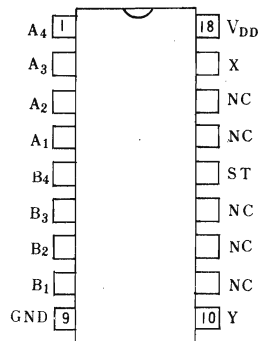 A4 1 18 VDD
A3 X
A2 NC
A1 NC
B4 ST
B3 NC
B2 NC
B1 NC
GND 9 10 Y